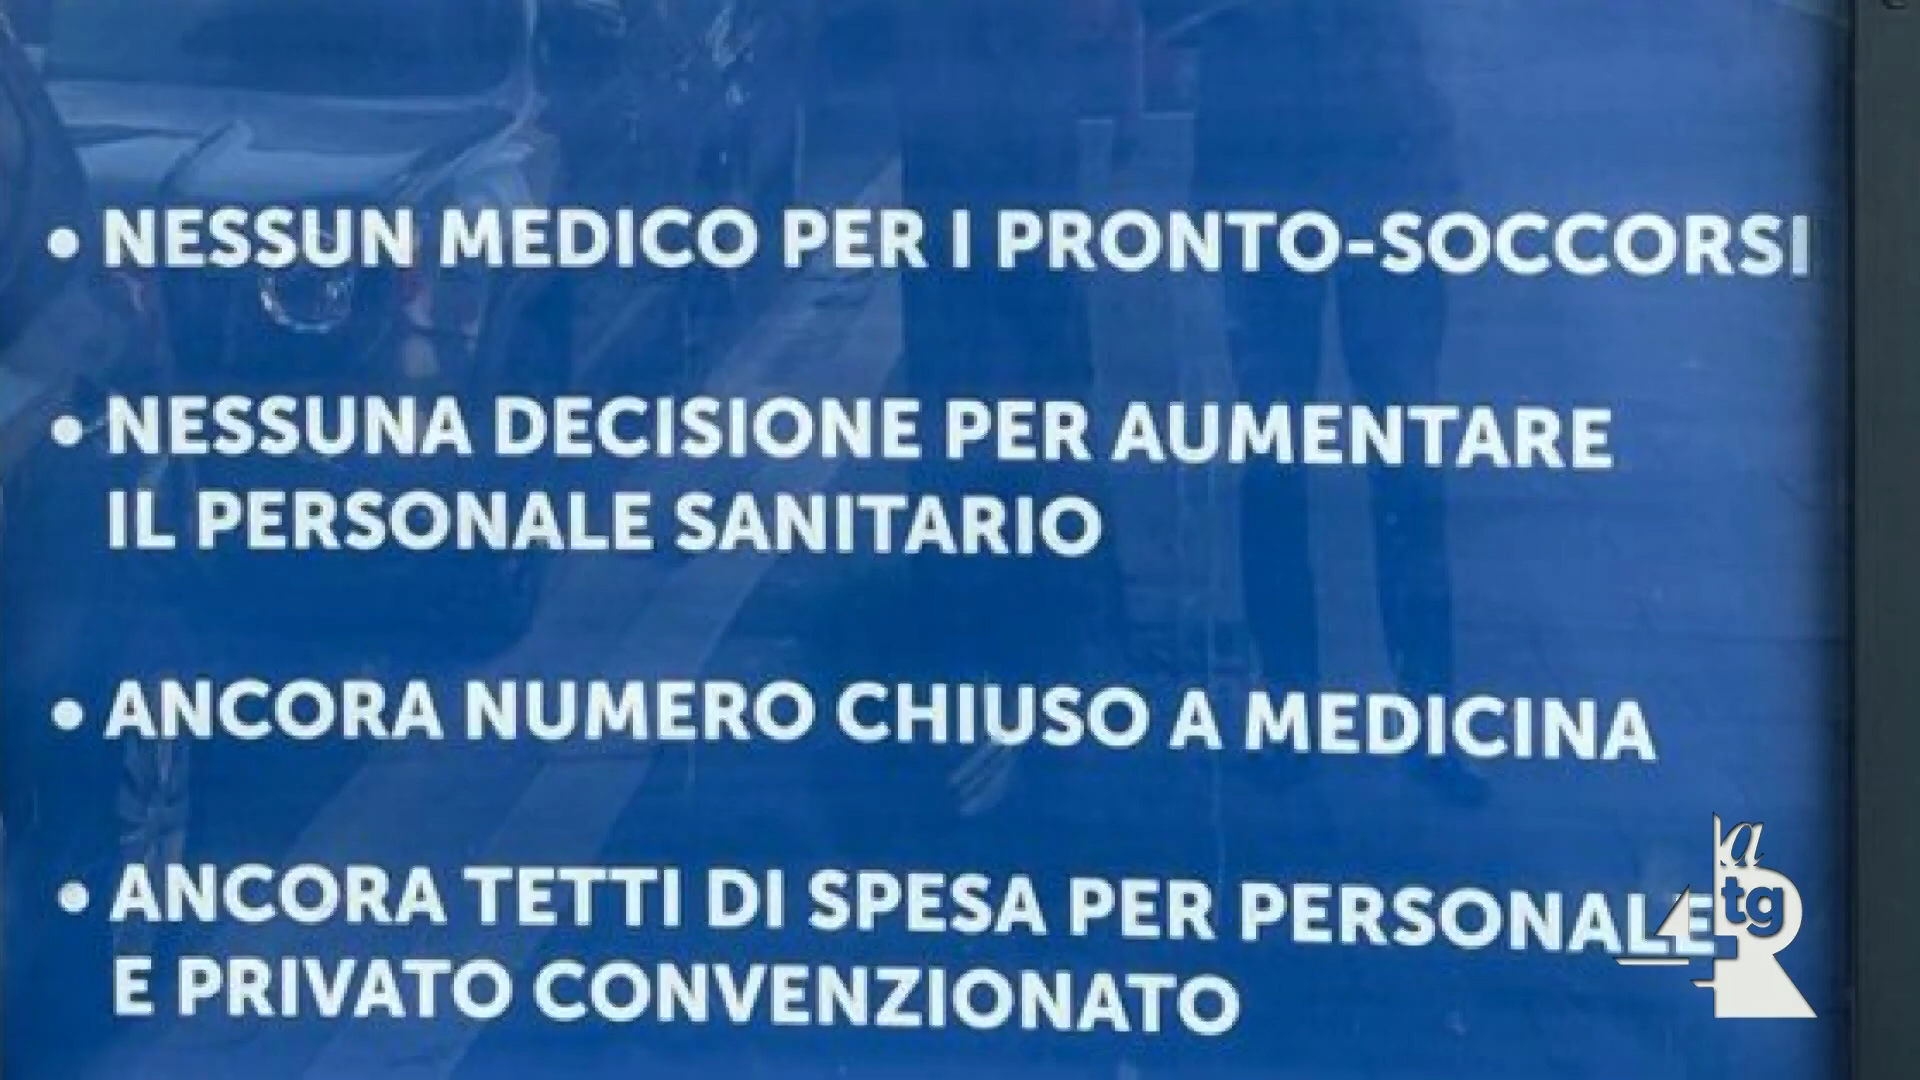 • NESSUN MEDICO PER I PRONTO-SOCCORSI
• NESSUNA DECISIONE PER AUMENTARE
IL PERSONALE SANITARIO
• ANCORA NUMERO CHIUSO A MEDICINA
• ANCORA TETTI DI SPESA PER PERSONALE
E PRIVATO CONVENZIONATO
la
tg
R